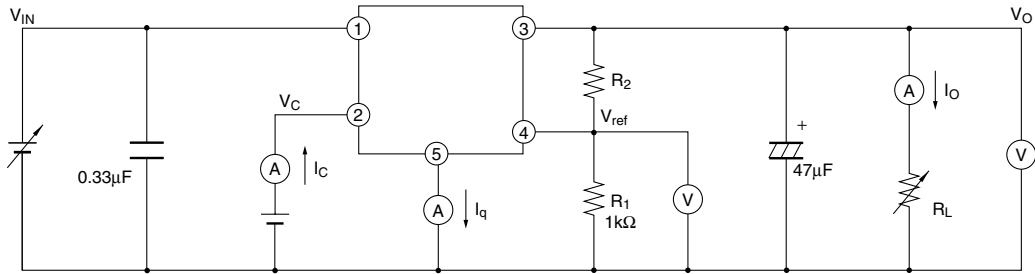 V_IN
V_O
1
3
R_2
A
I_O
V_C
2
V_ref
4
+
5
0.33μF
A
I_C
A
I_q
R_1
1kΩ
V
47μF
R_L
V